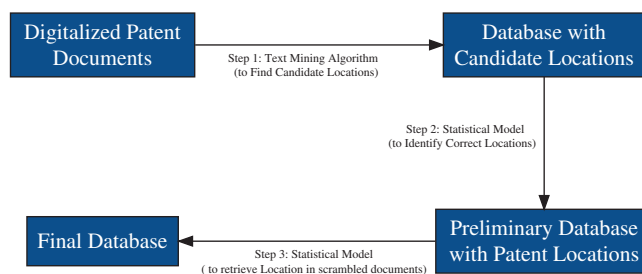 Digitalized Patent
Documents
Step 1: Text Mining Algorithm
(to Find Candidate Locations)
Database with
Candidate Locations
Step 2: Statistical Model
(to Identify Correct Locations)
Preliminary Database
with Patent Locations
Step 3: Statistical Model
( to retrieve Location in scrambled documents)
Final Database